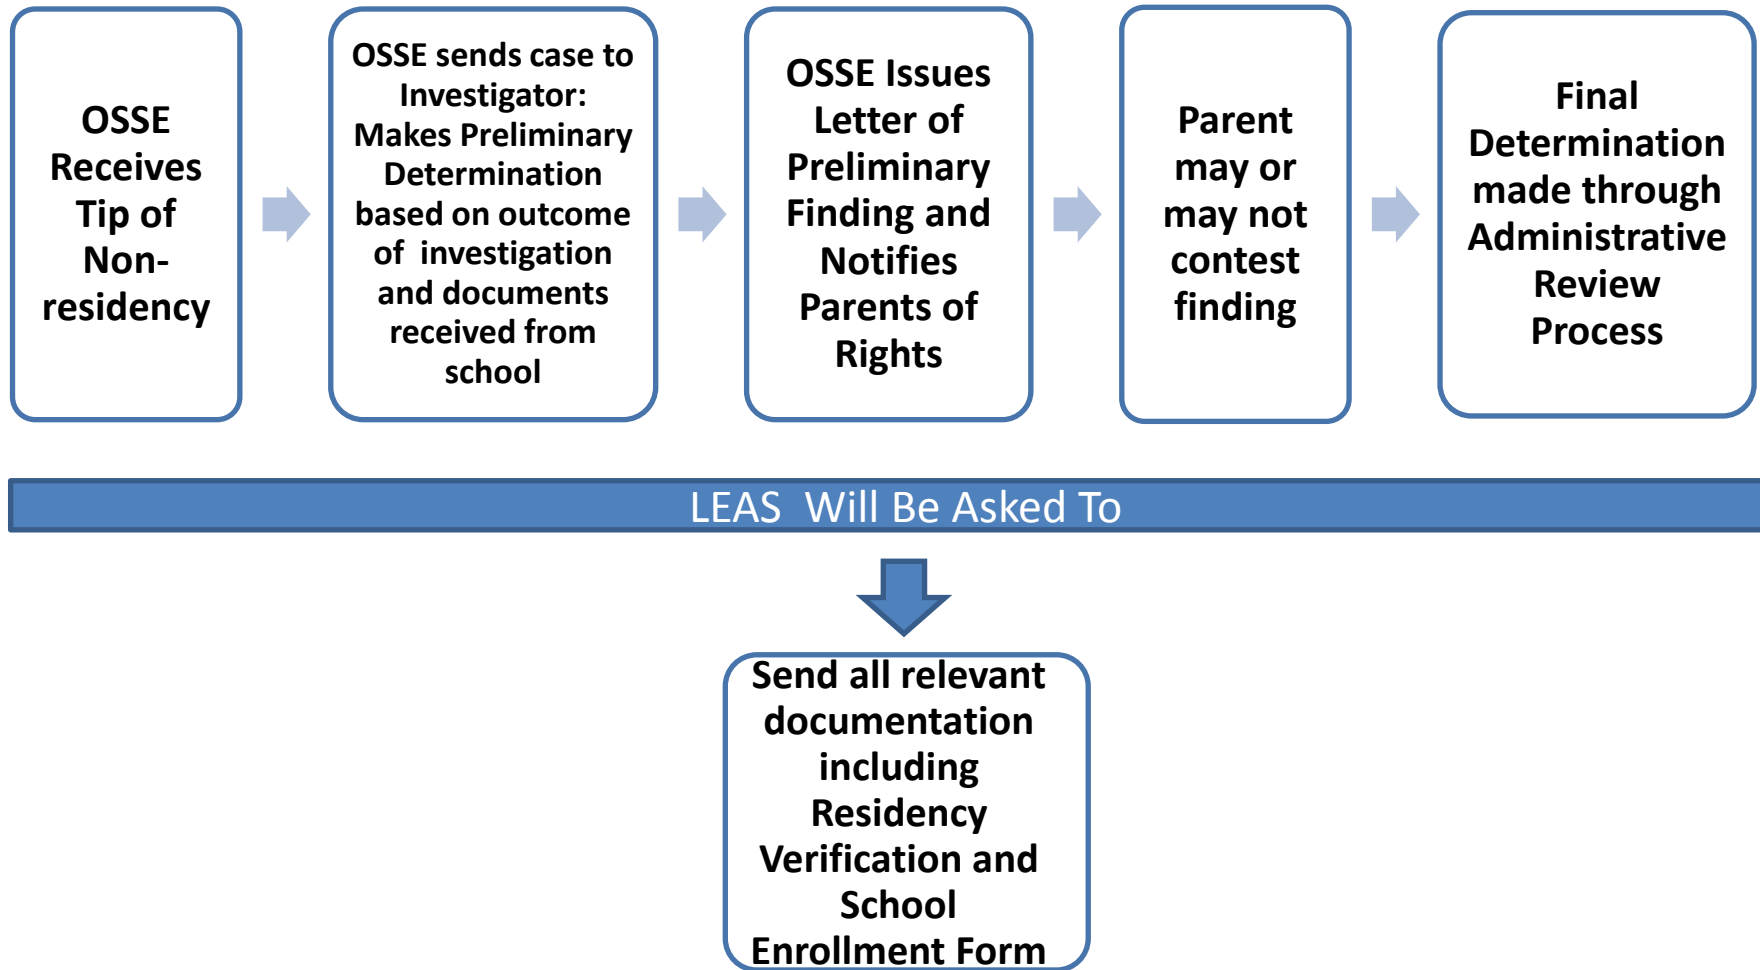 OSSE
Receives
Tip of
Non-
residency
OSSE sends case to
Investigator:
Makes Preliminary
Determination
based on outcome
of investigation
and documents
received from
school
OSSE Issues
Letter of
Preliminary
Finding and
Notifies
Parents of
Rights
Parent
may or
may not
contest
finding
Final
Determination
made through
Administrative
Review
Process
LEAS Will Be Asked To
Send all relevant
documentation
including
Residency
Verification and
School
Enrollment Form